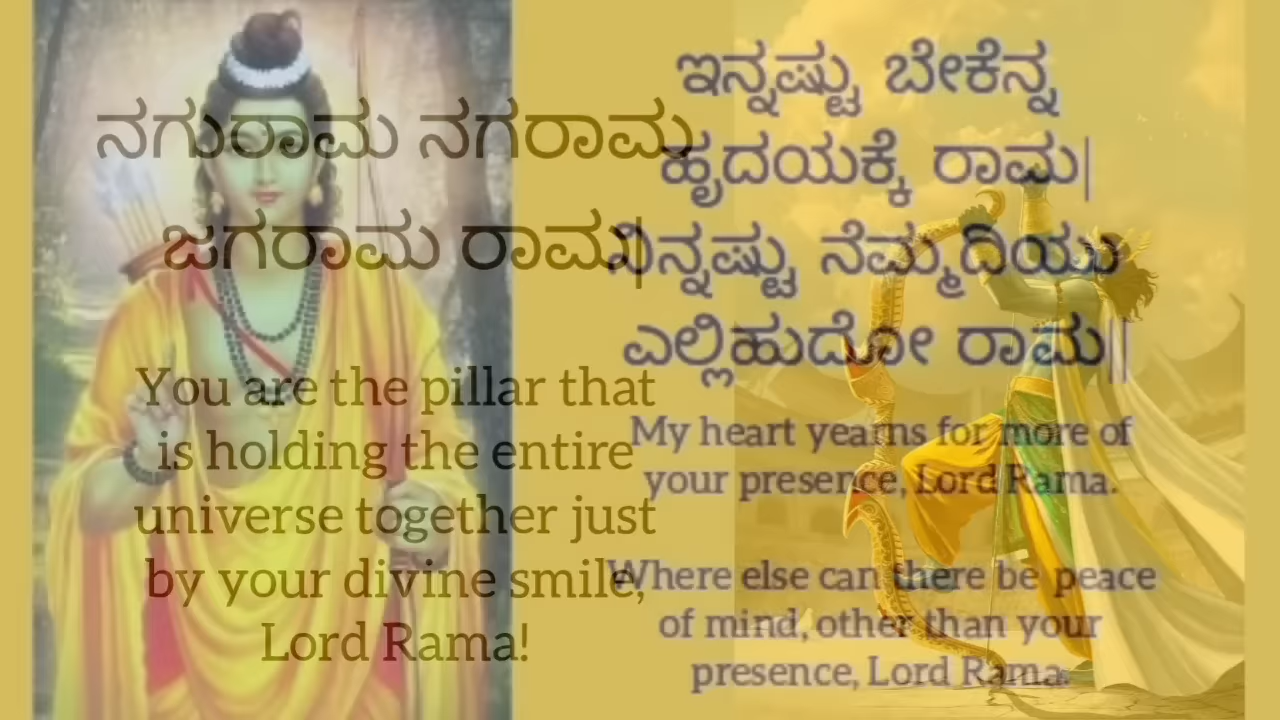 ನಗುರಾಮ ನಗರಾಮ
ಜಗರಾಮ ರಾಮ|
You are the pillar that
is holding the entire
universe together just
by your divine smile,
Lord Rama!
ಇನ್ನಷ್ಟು ಬೇಕೆನ್ನ
ಹೃದಯಕ್ಕೆ ರಾಮ|
ನಿನ್ನಷ್ಟು ನೆಮ್ಮದಿಯು
ಎಲ್ಲಿಹುದೋ ರಾಮ||
My heart yearns for more of
your presence, Lord Rama.
Where else can there be peace
of mind, other than your
presence, Lord Rama.